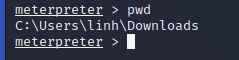 meterpreter > pwd
C:\Users\linh\Downloads
meterpreter >